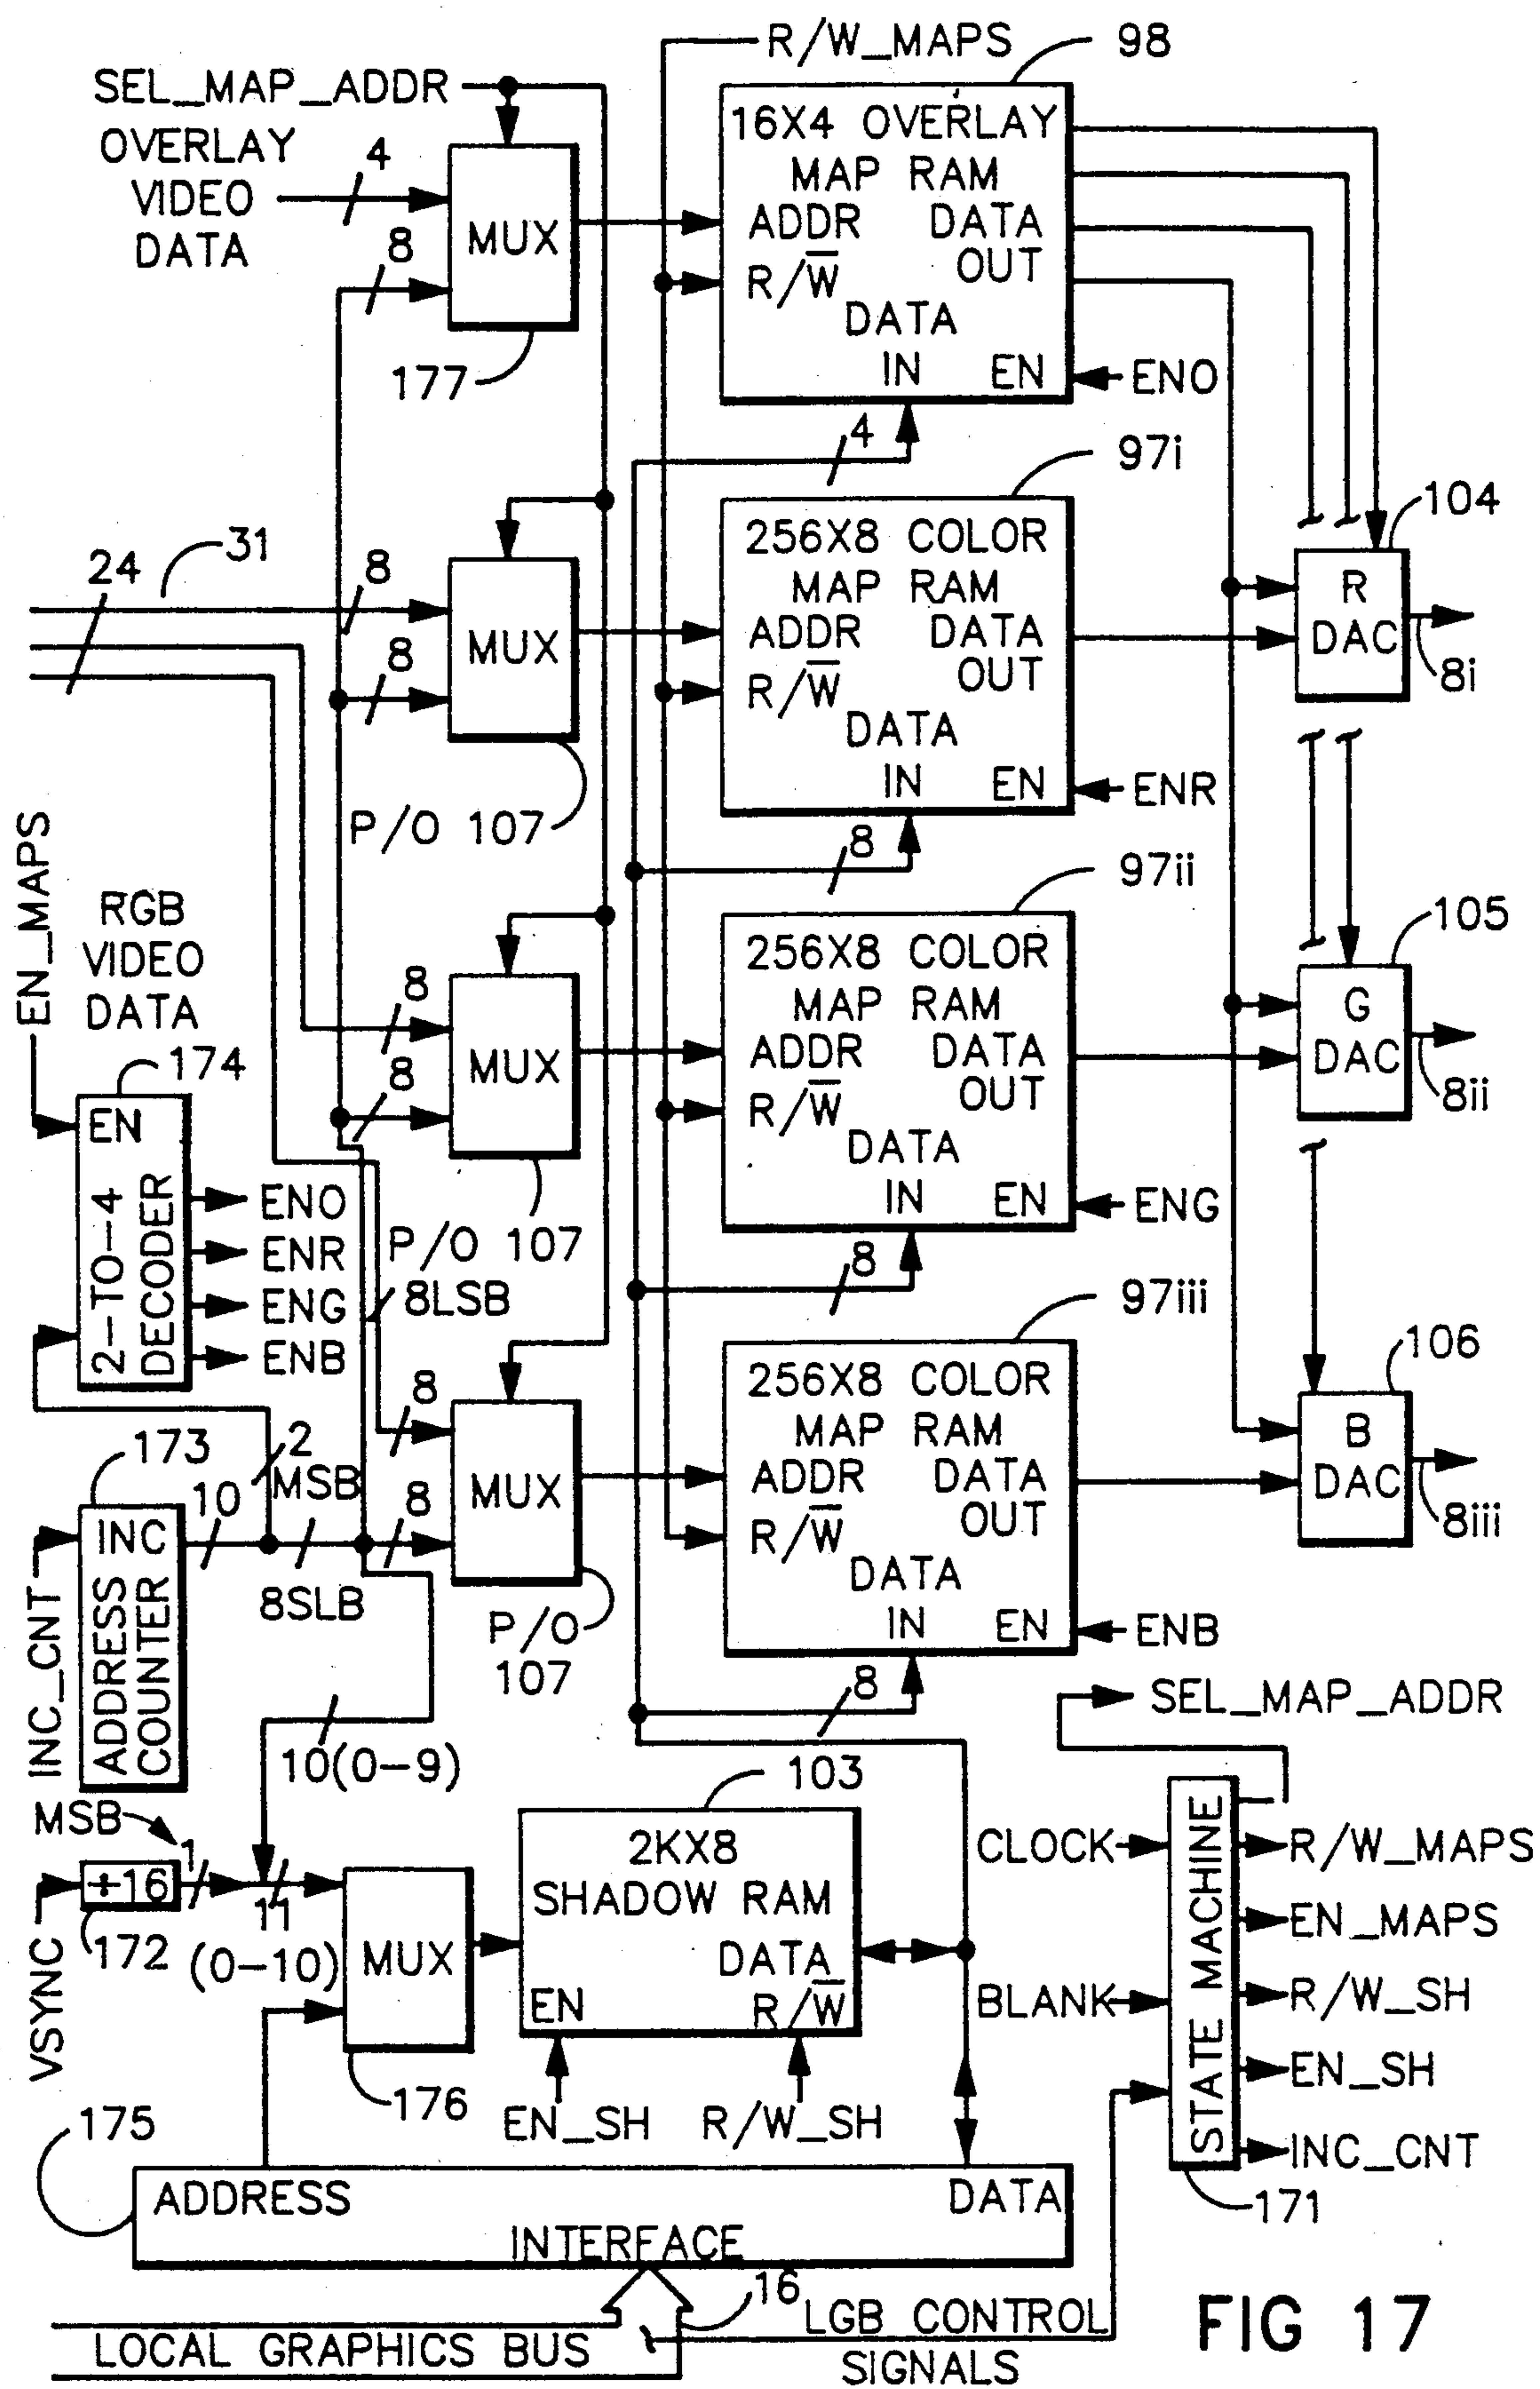 R/W_MAPS
98
SEL_MAP_ADDR
OVERLAY
VIDEO
DATA
4
8
MUX
177
16X4 OVERLAY
MAP RAM
ADDR DATA
OUT
R/W
DATA
IN EN
ENO
4
97i
31
24
8
8
MUX
P/O 107
256X8 COLOR
MAP RAM
ADDR DATA
OUT
R/W
DATA
IN EN
ENR
8
104
R
DAC
8i
97ii
EN_MAPS
RGB
VIDEO
DATA
8
8
MUX
P/O 107
256X8 COLOR
MAP RAM
ADDR DATA
OUT
R/W
DATA
IN EN
ENG
8
105
G
DAC
8ii
174
EN
2-TO-4
DECODER
ENO
ENR
ENG
ENB
8LSB
97iii
8
8
MUX
P/O
107
256X8 COLOR
MAP RAM
ADDR DATA
OUT
R/W
DATA
IN EN
ENB
8
106
B
DAC
8iii
173
INC
ADDRESS
COUNTER
INC_CNT
10
2
MSB
8SLB
10(0-9)
MSB
1
÷16
172
VSYNC
11
(0-10)
MUX
176
103
2KX8
SHADOW RAM
DATA
EN R/W
EN_SH R/W_SH
SEL_MAP_ADDR
CLOCK
BLANK
STATE MACHINE
R/W_MAPS
EN_MAPS
R/W_SH
EN_SH
INC_CNT
171
175
ADDRESS DATA
INTERFACE
16
LOCAL GRAPHICS BUS
LGB CONTROL
SIGNALS
FIG 17